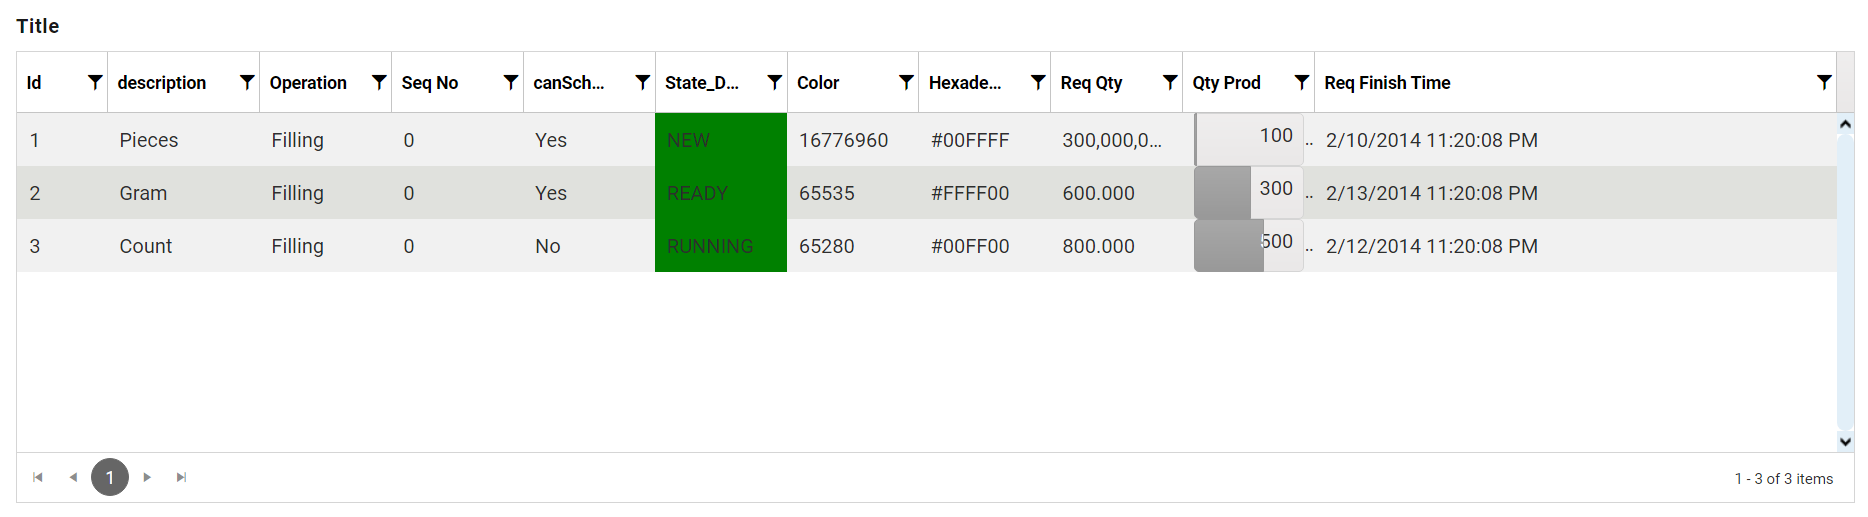 Title
Id description Operation Seq No canSch... State_D... Color Hexade... Req Qty Qty Prod Req Finish Time
1 Pieces Filling 0 Yes NEW 16776960 #00FFFF 300,000,0... 100 .. 2/10/2014 11:20:08 PM
2 Gram Filling 0 Yes READY 65535 #FFFF00 600.000 300 .. 2/13/2014 11:20:08 PM
3 Count Filling 0 No RUNNING 65280 #00FF00 800.000 500 .. 2/12/2014 11:20:08 PM
1 1 - 3 of 3 items